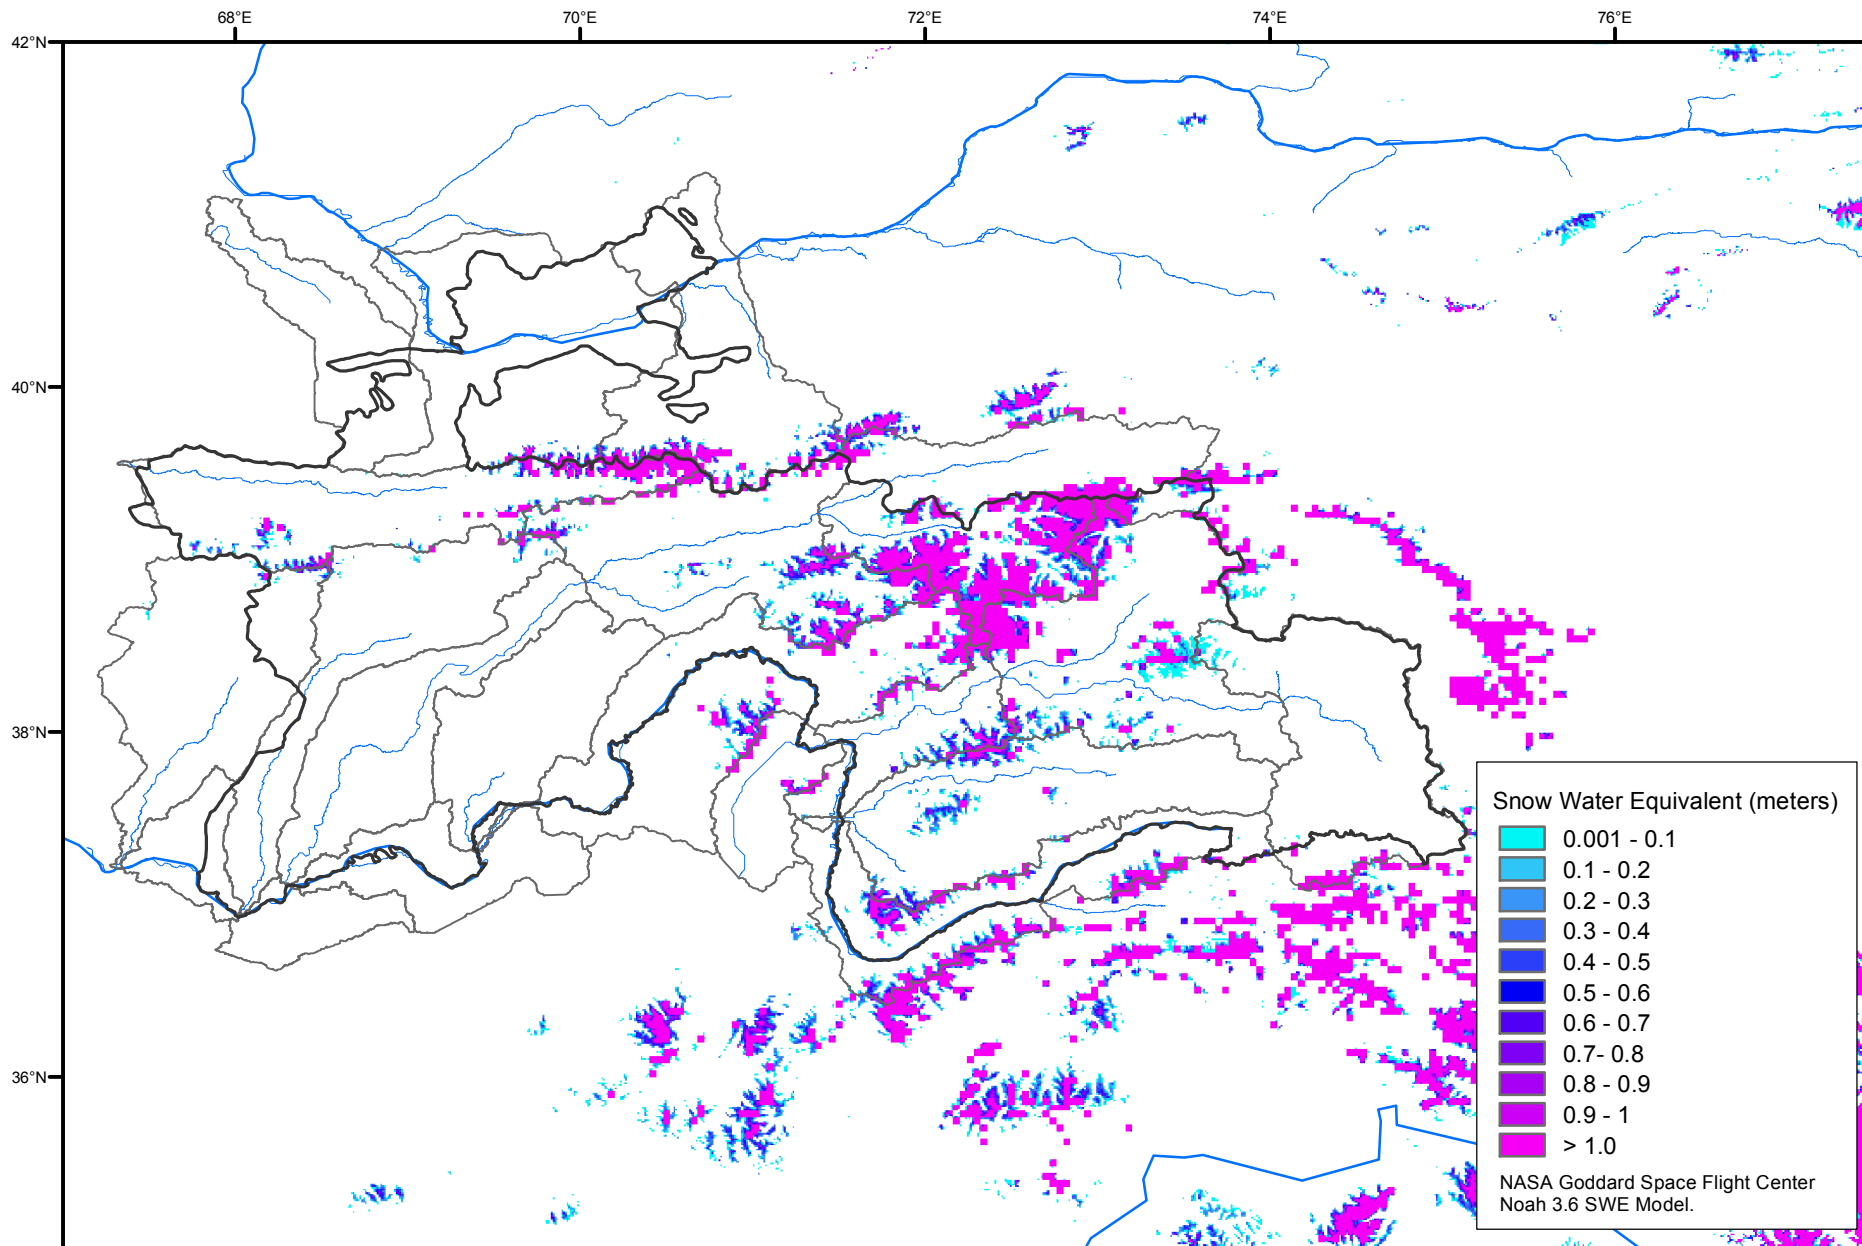 68°E 70°E 72°E 74°E 76°E
42°N
40°N
38°N
36°N
Snow Water Equivalent (meters)
0.001 - 0.1
0.1 - 0.2
0.2 - 0.3
0.3 - 0.4
0.4 - 0.5
0.5 - 0.6
0.6 - 0.7
0.7- 0.8
0.8 - 0.9
0.9 - 1
> 1.0
NASA Goddard Space Flight Center
Noah 3.6 SWE Model.